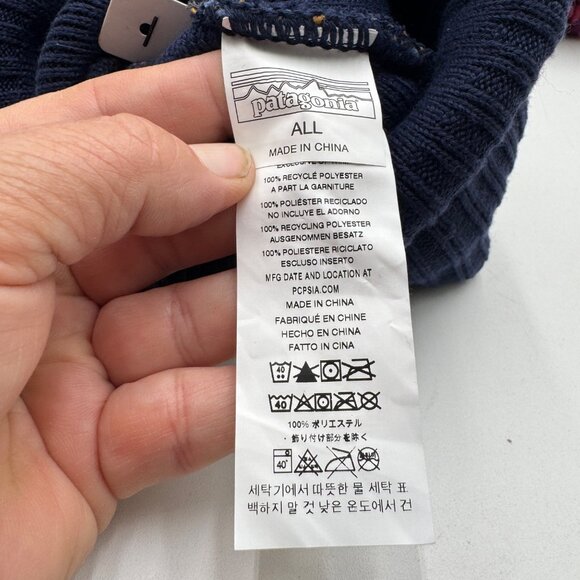 patagonia
ALL
MADE IN CHINA
100% RECYCLÉ POLYESTER
A PART LA GARNITURE
100% POLIÉSTER RECICLADO
NO INCLUYE EL ADORNO
100% RECYCLING POLYESTER
AUSGENOMMEN BESATZ
100% POLIESTERE RICICLATO
ESCLUSO INSERTO
MFG DATE AND LOCATION AT
PCPSIA.COM
MADE IN CHINA
FABRIQUÉ EN CHINE
HECHO EN CHINA
FATTO IN CINA
40
40
100% ポリエステル
・飾り付け部分を除く
40°
세탁기에서 따뜻한 물 세탁 표
백하지 말 것 낮은 온도에서 건